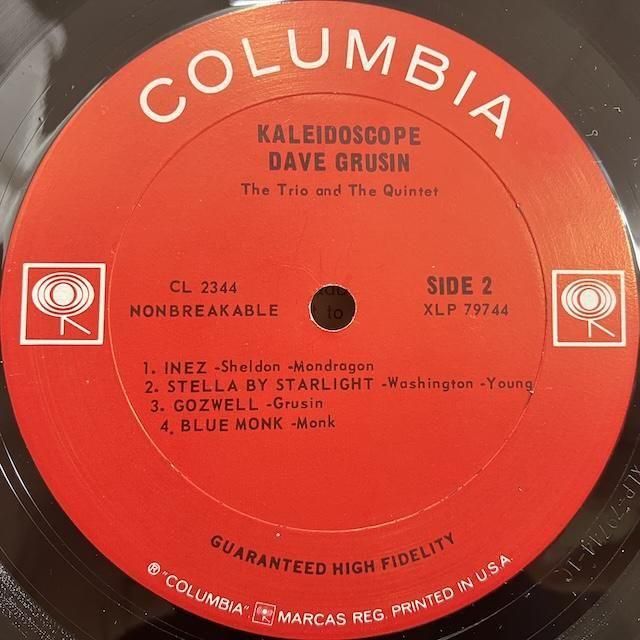 COLUMBIA
KALEIDOSCOPE
DAVE GRUSIN
The Trio and The Quintet
CL 2344
NONBREAKABLE
SIDE 2
XLP 79744
1. INEZ -Sheldon -Mondragon
2. STELLA BY STARLIGHT -Washington -Young
3. GOZWELL -Grusin
4. BLUE MONK -Monk
GUARANTEED HIGH FIDELITY
® "COLUMBIA", MARCAS REG. PRINTED IN U.S.A.